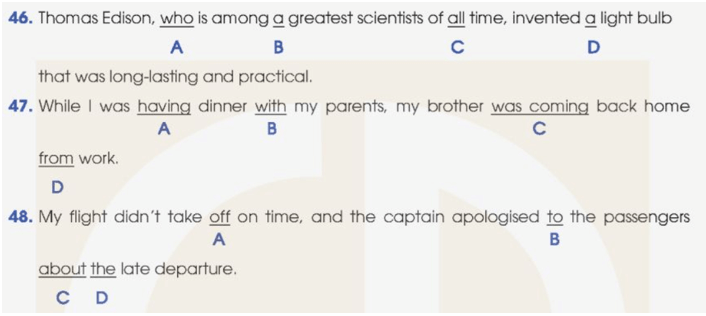 46. Thomas Edison, who is among a greatest scientists of all time, invented a light bulb
A B C D
that was long-lasting and practical.
47. While I was having dinner with my parents, my brother was coming back home
A B C
from work.
D
48. My flight didn't take off on time, and the captain apologised to the passengers
A B
about the late departure.
C D